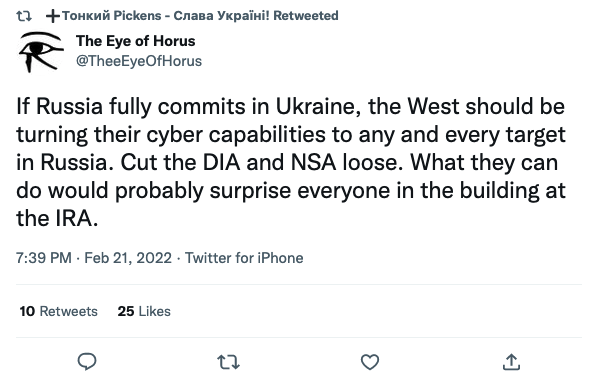 +Тонкий Pickens - Слава Україні! Retweeted
The Eye of Horus
@TheeEyeOfHorus
If Russia fully commits in Ukraine, the West should be
turning their cyber capabilities to any and every target
in Russia. Cut the DIA and NSA loose. What they can
do would probably surprise everyone in the building at
the IRA.
7:39 PM · Feb 21, 2022 · Twitter for iPhone
10 Retweets 25 Likes